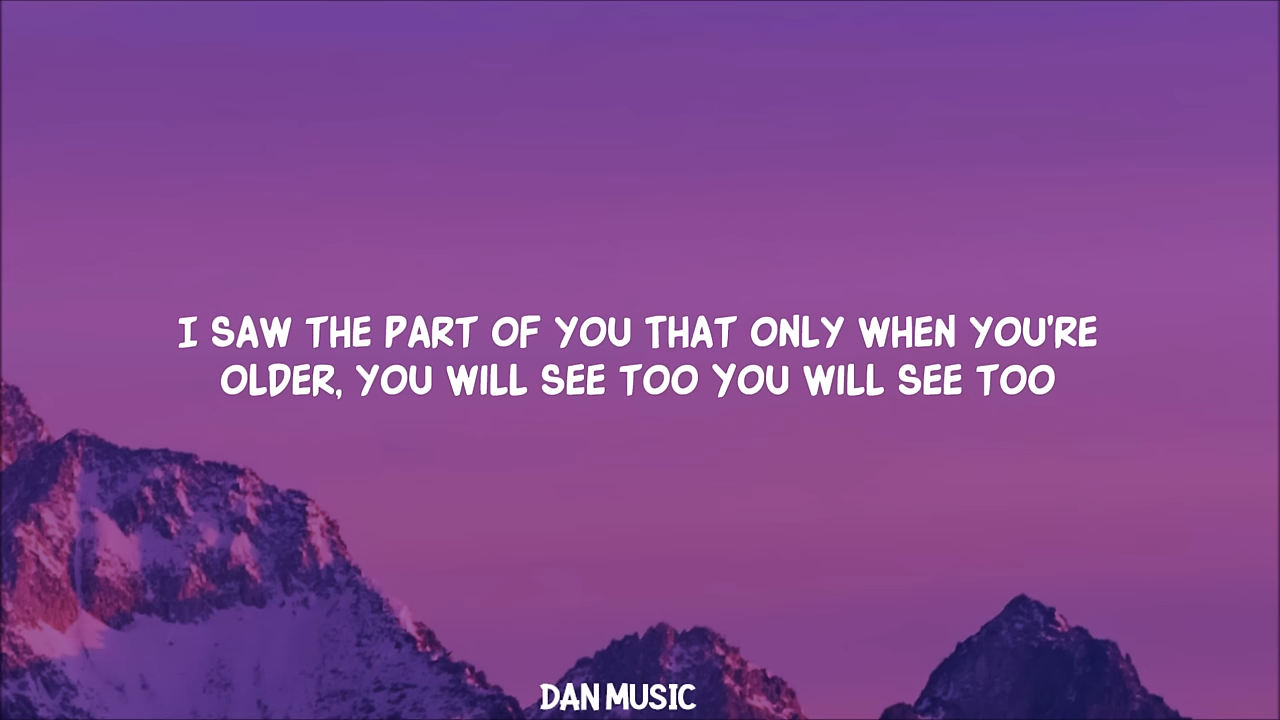 I SAW THE PART OF YOU THAT ONLY WHEN YOU'RE
OLDER, YOU WILL SEE TOO YOU WILL SEE TOO
DAN MUSIC